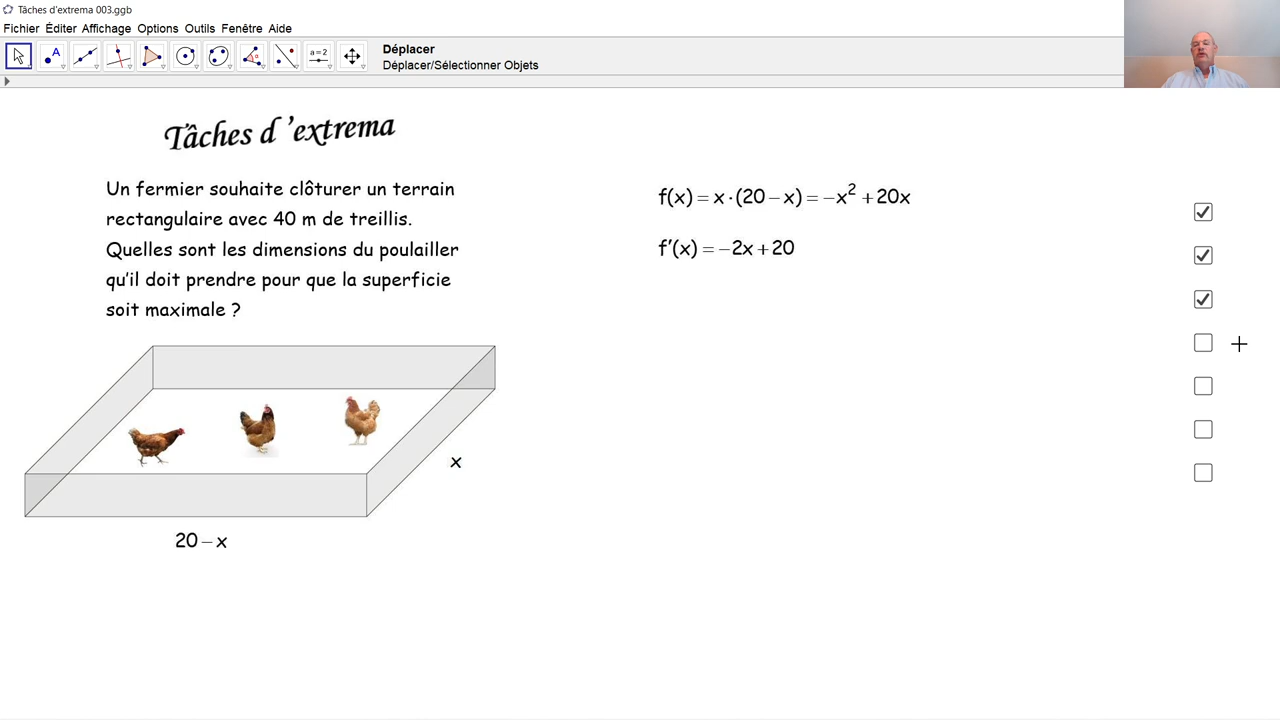 Tâches d'extrema 003.ggb
Fichier Éditer Affichage Options Outils Fenêtre Aide
A
a=2
Déplacer
Déplacer/Sélectionner Objets
Tâches d 'extrema
Un fermier souhaite clôturer un terrain
rectangulaire avec 40 m de treillis.
Quelles sont les dimensions du poulailler
qu'il doit prendre pour que la superficie
soit maximale ?
x
20 – x
f(x) = x · (20 – x) = –x² + 20x
f'(x) = –2x + 20